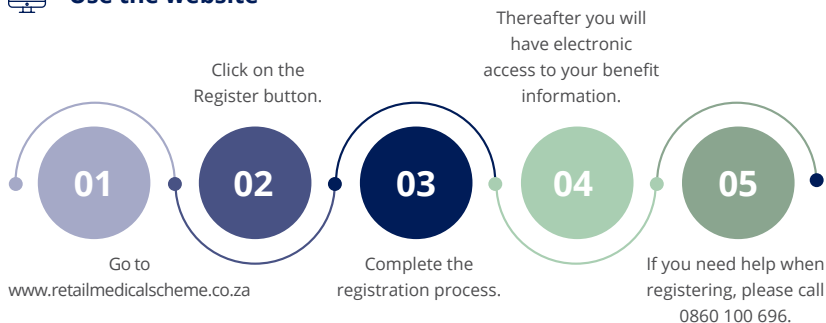 Use the website
01
Go to
www.retailmedicalscheme.co.za
02
Click on the
Register button.
03
Complete the
registration process.
04
Thereafter you will
have electronic
access to your benefit
information.
05
If you need help when
registering, please call
0860 100 696.